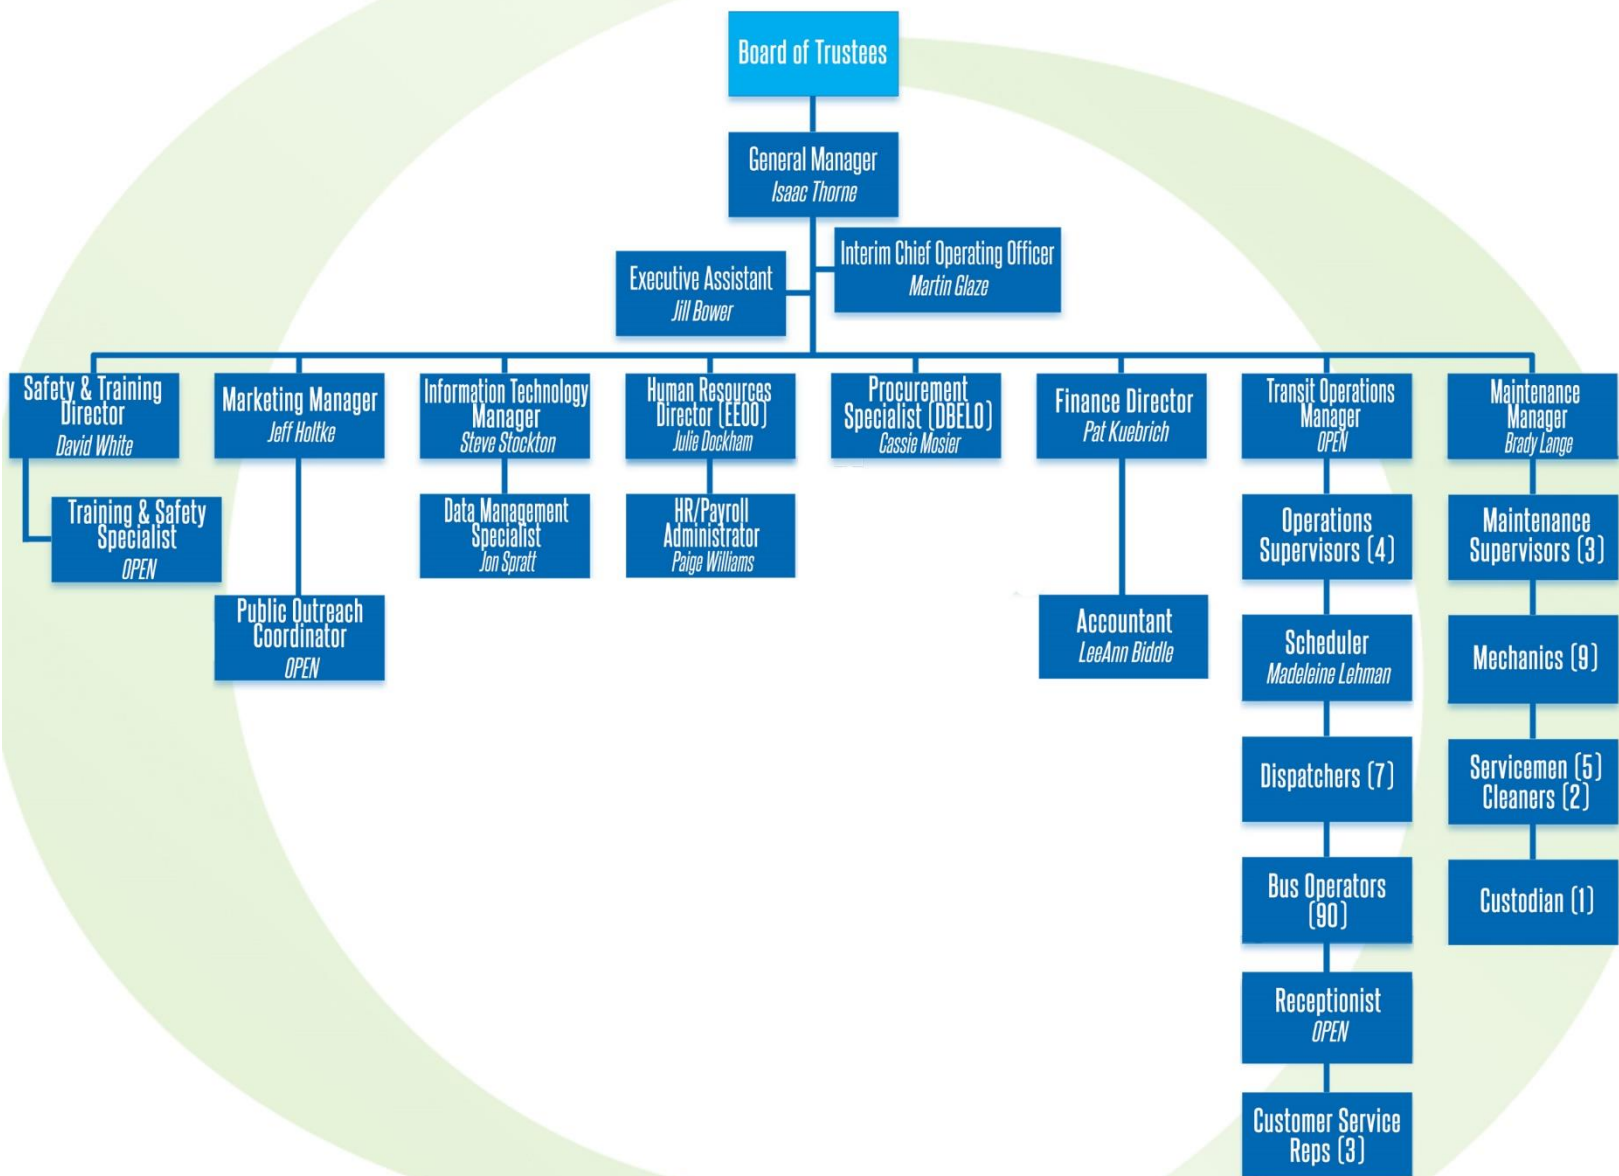 Board of Trustees
General Manager
Isaac Thorne
Executive Assistant
Jill Bower
Interim Chief Operating Officer
Martin Glaze
Safety & Training
Director
David White
Marketing Manager
Jeff Holtke
Information Technology
Manager
Steve Stockton
Human Resources
Director (EEOO)
Julie Dockham
Procurement
Specialist (DBELO)
Cassie Mosier
Finance Director
Pat Kuebrich
Transit Operations
Manager
OPEN
Maintenance
Manager
Brady Lange
Training & Safety
Specialist
OPEN
Public Outreach
Coordinator
OPEN
Data Management
Specialist
Jon Spratt
HR/Payroll
Administrator
Paige Williams
Accountant
LeeAnn Biddle
Operations
Supervisors (4)
Scheduler
Madeleine Lehman
Dispatchers (7)
Bus Operators
(90)
Receptionist
OPEN
Customer Service
Reps (3)
Maintenance
Supervisors (3)
Mechanics (9)
Servicemen (5)
Cleaners (2)
Custodian (1)